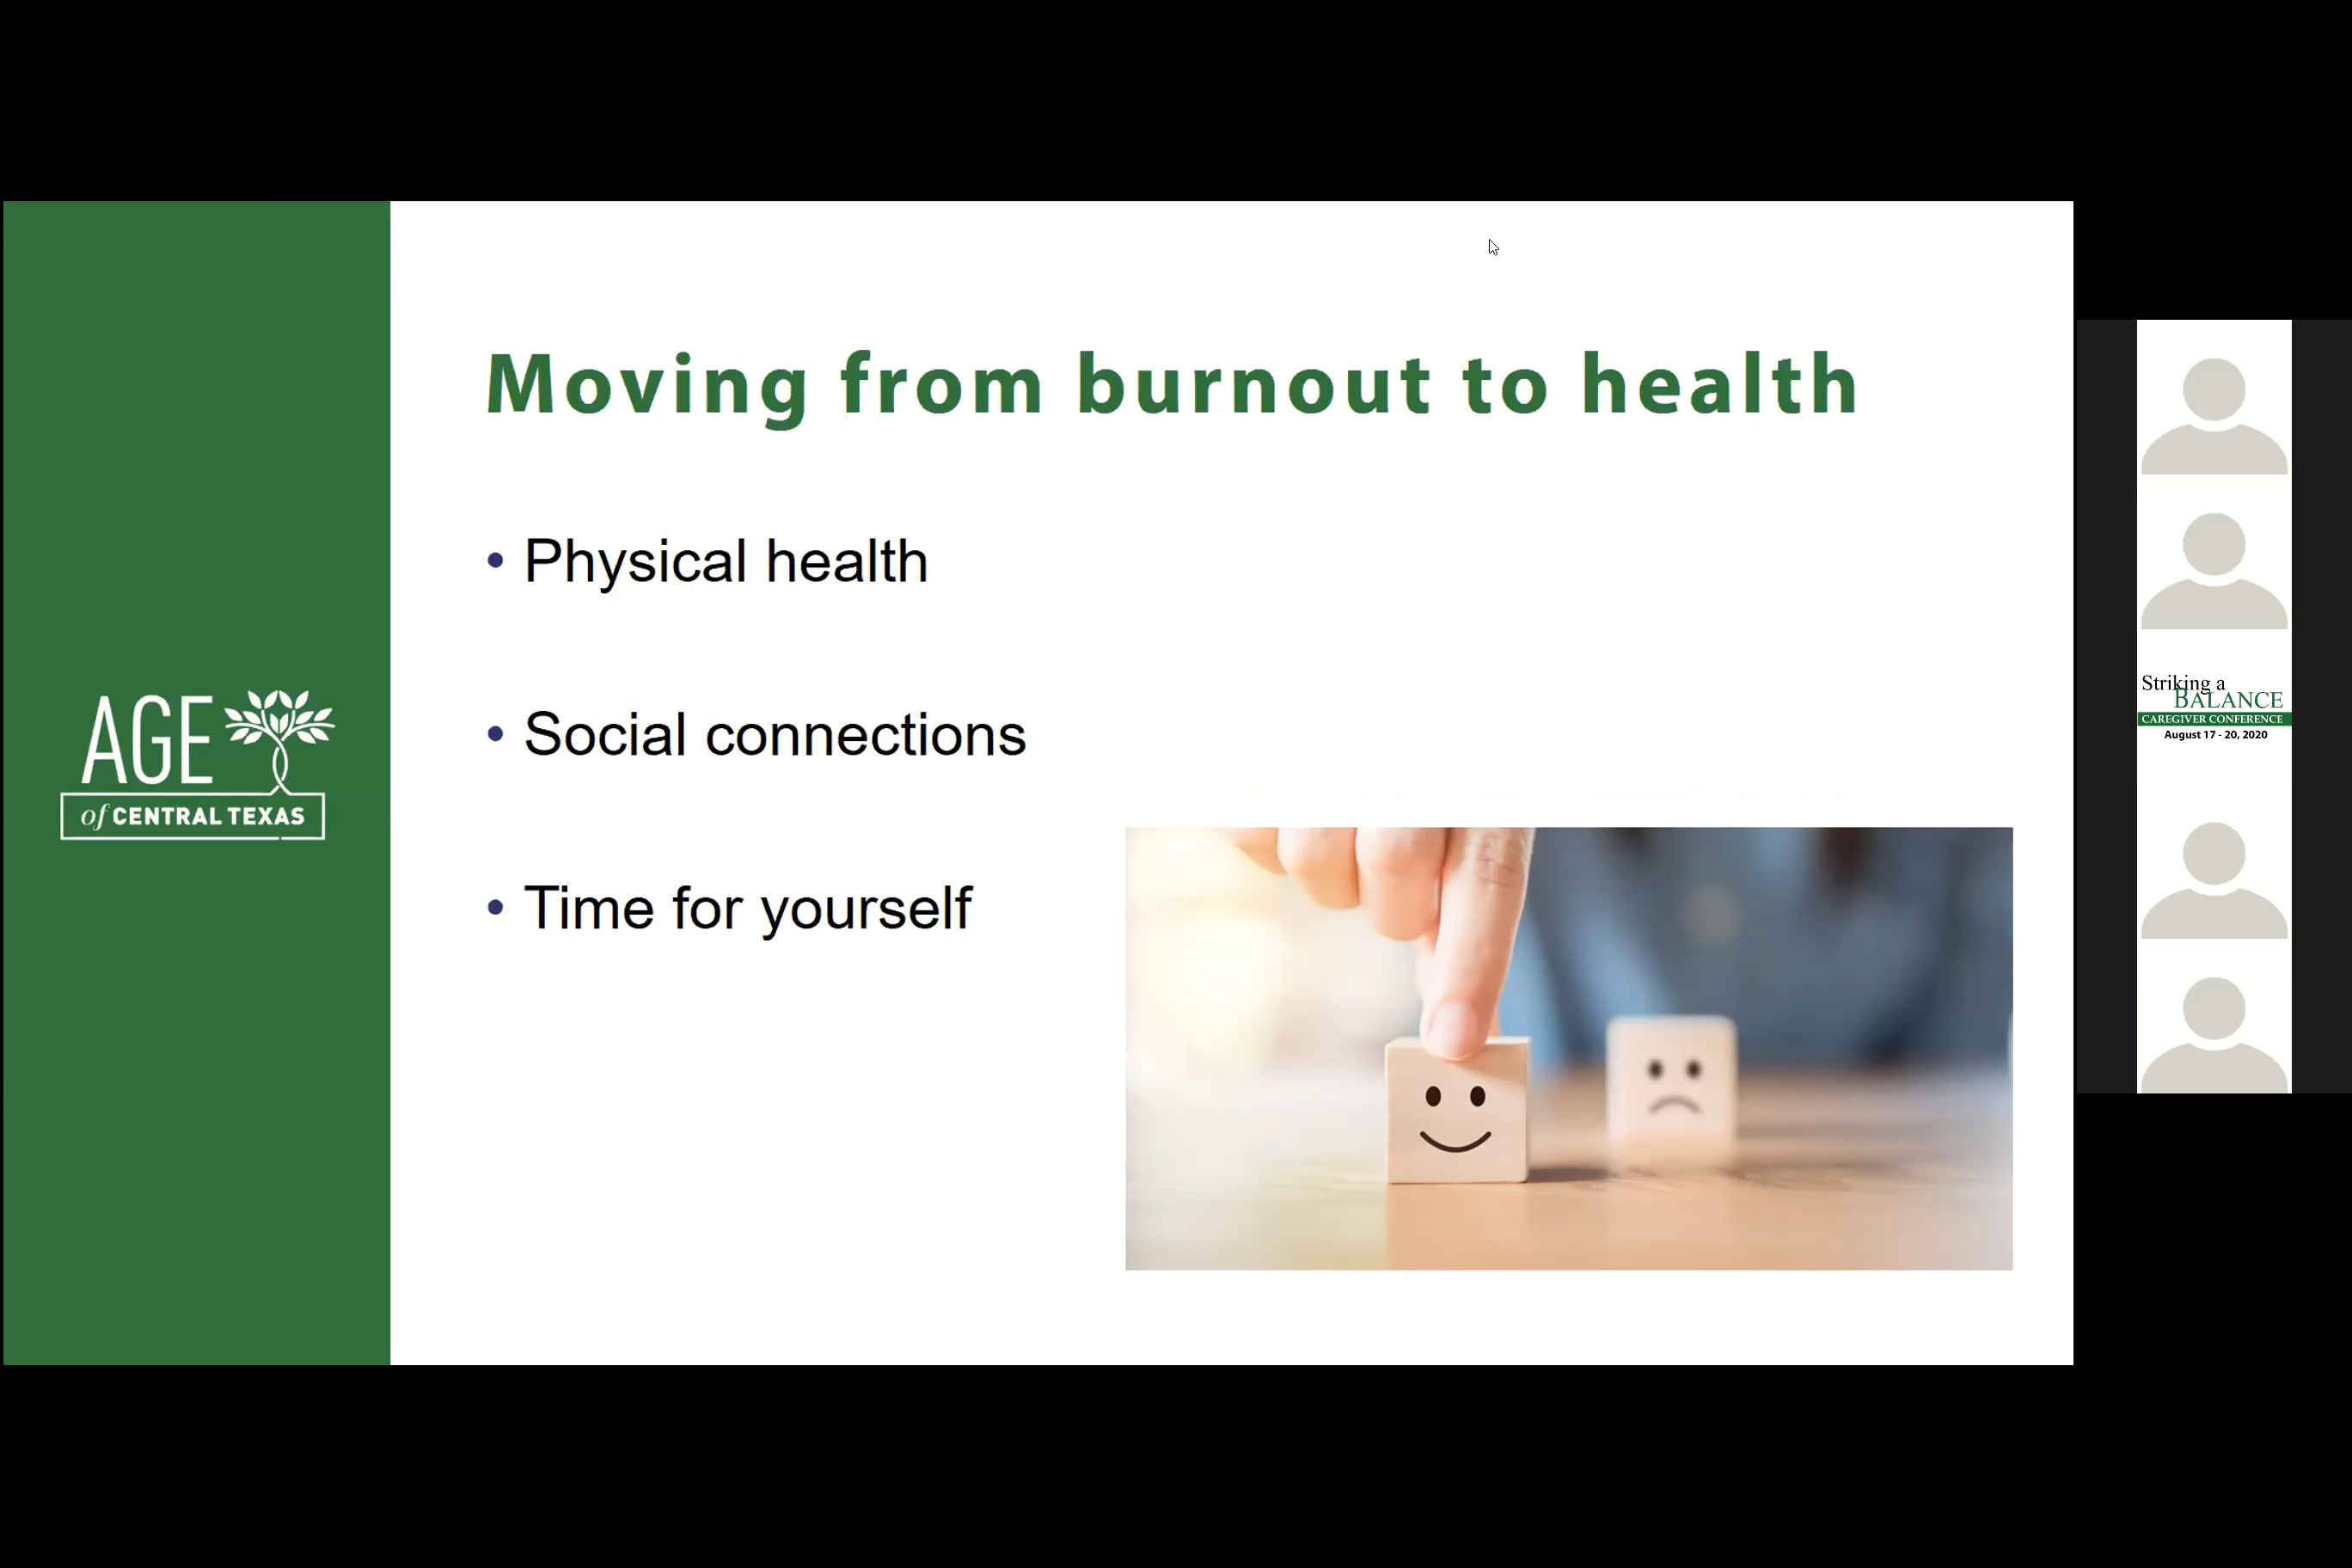 Moving from burnout to health
• Physical health
• Social connections
• Time for yourself
AGE
of CENTRAL TEXAS
Striking a
BALANCE
CAREGIVER CONFERENCE
August 17 - 20, 2020